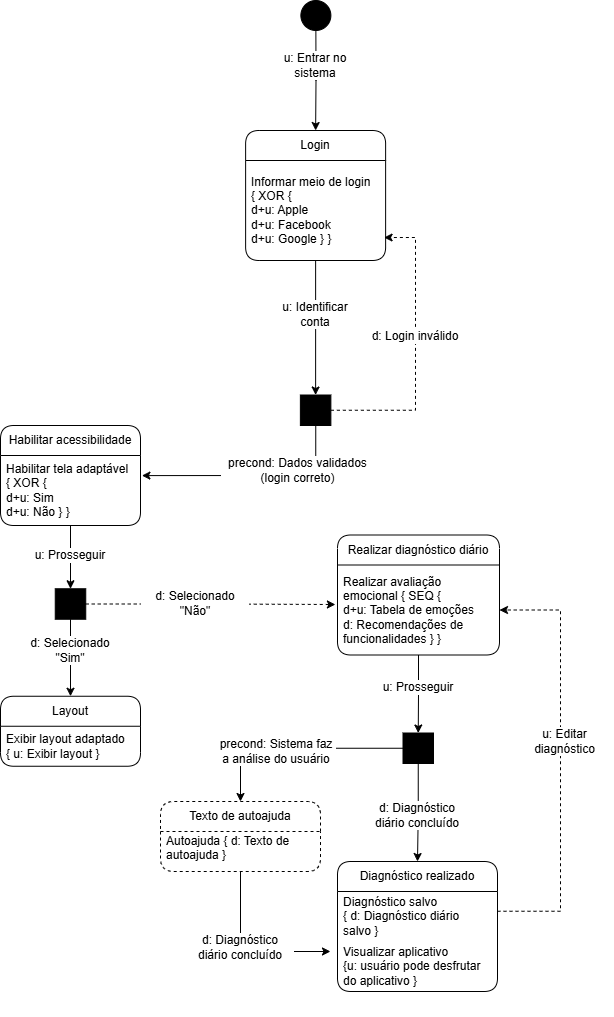 u: Entrar no
sistema
Login
Informar meio de login
{ XOR {
d+u: Apple
d+u: Facebook
d+u: Google } }
u: Identificar
conta
d: Login inválido
precond: Dados validados
(login correto)
Habilitar acessibilidade
Habilitar tela adaptável
{ XOR {
d+u: Sim
d+u: Não } }
u: Prosseguir
d: Selecionado
"Não"
d: Selecionado
"Sim"
Layout
Exibir layout adaptado
{ u: Exibir layout }
Realizar diagnóstico diário
Realizar avaliação
emocional { SEQ {
d+u: Tabela de emoções
d: Recomendações de
funcionalidades } }
u: Prosseguir
u: Editar
diagnóstico
precond: Sistema faz
a análise do usuário
d: Diagnóstico
diário concluído
Texto de autoajuda
Autoajuda { d: Texto de
autoajuda }
d: Diagnóstico
diário concluído
Diagnóstico realizado
Diagnóstico salvo
{ d: Diagnóstico diário
salvo }
Visualizar aplicativo
{u: usuário pode desfrutar
do aplicativo }